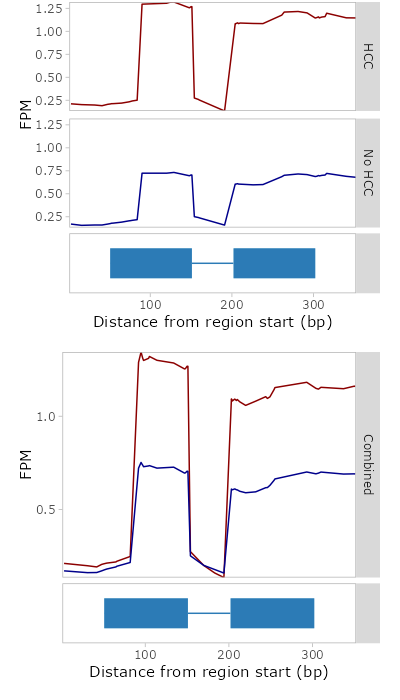 1.25
1.00
0.75
0.50
0.25
HCC
FPM
1.25
1.00
0.75
0.50
0.25
No HCC
100 200 300
Distance from region start (bp)
1.0
0.5
FPM
Combined
100 200 300
Distance from region start (bp)